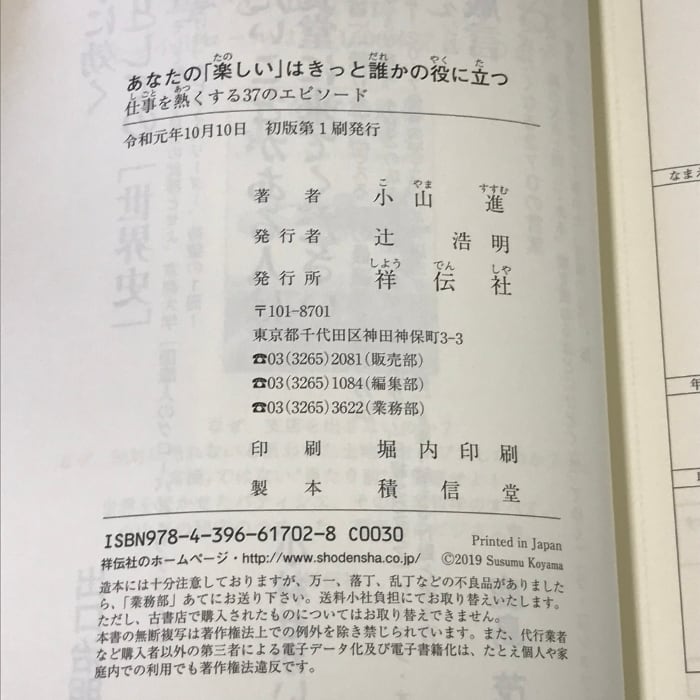 あなたの「楽しい」はきっと誰かの役に立つ
仕事を熱くする37のエピソード
令和元年10月10日　初版第1刷発行
著者　小山　進
発行者　辻　浩明
発行所　祥伝社
〒101-8701
東京都千代田区神田神保町3-3
☎03(3265)2081(販売部)
☎03(3265)1084(編集部)
☎03(3265)3622(業務部)
印刷　堀内印刷
製本　積信堂
ISBN978-4-396-61702-8 C0030
Printed in Japan
祥伝社のホームページ・http://www.shodensha.co.jp/
©2019 Susumu Koyama
造本には十分注意しておりますが、万一、落丁、乱丁などの不良品がありました
ら、「業務部」あてにお送り下さい。送料小社負担にてお取り替えいたします。
ただし、古書店で購入されたものについてはお取り替えできません。
本書の無断複写は著作権法上での例外を除き禁じられています。また、代行業者
など購入者以外の第三者による電子データ化及び電子書籍化は、たとえ個人や家
庭内での利用でも著作権法違反です。